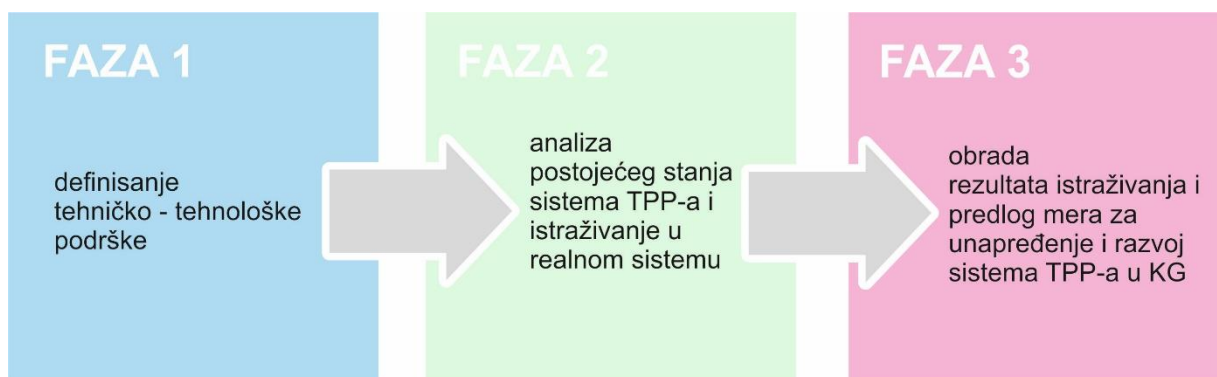 FAZA 1
definisanje
tehničko - tehnološke
podrške
FAZA 2
analiza
postojećeg stanja
sistema TPP-a i
istraživanje u
realnom sistemu
FAZA 3
obrada
rezultata istraživanja i
predlog mera za
unapređenje i razvoj
sistema TPP-a u KG